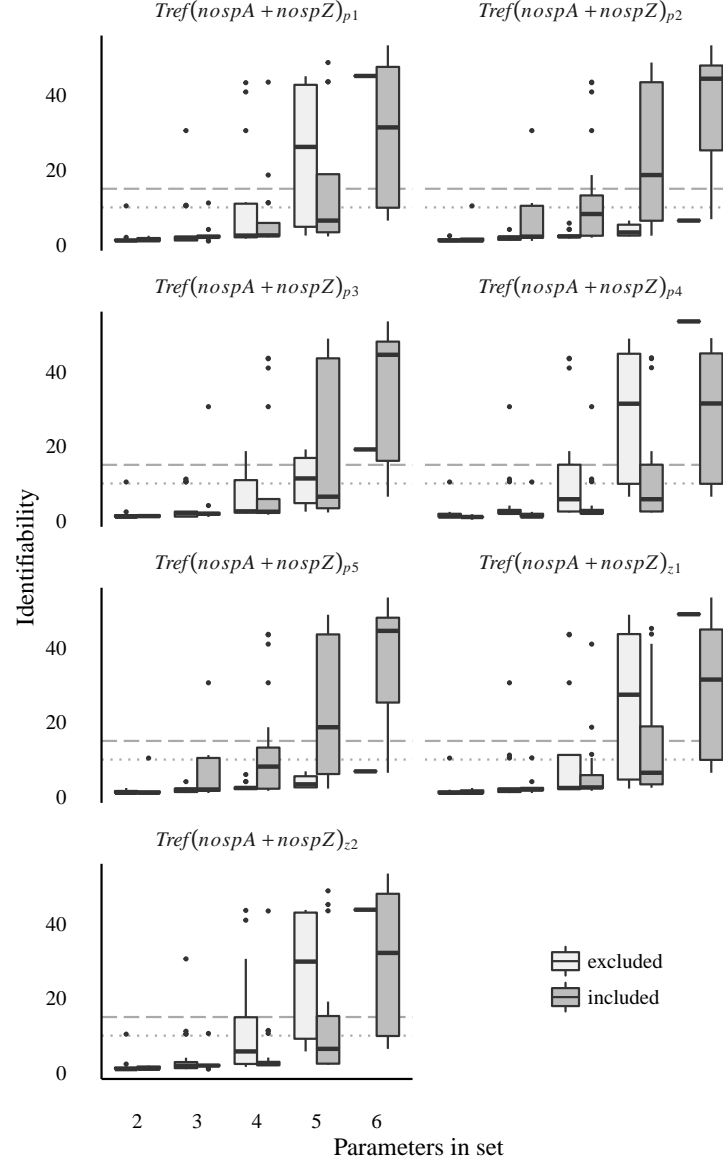 Tref(nospA + nospZ)p1
Tref(nospA + nospZ)p2
40
20
0
Tref(nospA + nospZ)p3
Tref(nospA + nospZ)p4
40
20
0
Tref(nospA + nospZ)p5
Tref(nospA + nospZ)z1
40
20
0
Tref(nospA + nospZ)z2
40
20
0
Identifiability
excluded
included
2 3 4 5 6
Parameters in set